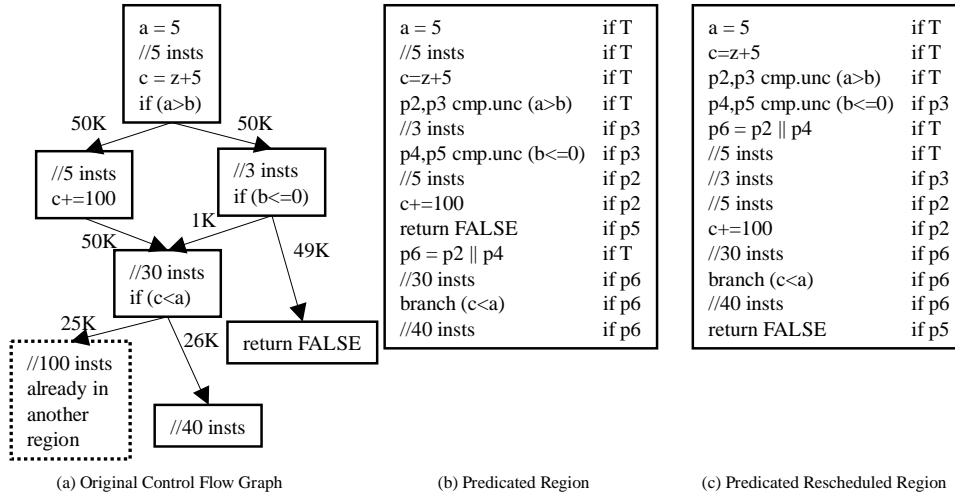 a = 5
//5 insts
c = z+5
if (a>b)
50K
50K
//5 insts
c+=100
//3 insts
if (b<=0)
50K
1K
49K
//30 insts
if (c<a)
25K
26K
return FALSE
//100 insts
already in
another
region
//40 insts
(a) Original Control Flow Graph
a = 5 if T
//5 insts if T
c=z+5 if T
p2,p3 cmp.unc (a>b) if T
//3 insts if p3
p4,p5 cmp.unc (b<=0) if p3
//5 insts if p2
c+=100 if p2
return FALSE if p5
p6 = p2 || p4 if T
//30 insts if p6
branch (c<a) if p6
//40 insts if p6
(b) Predicated Region
a = 5 if T
c=z+5 if T
p2,p3 cmp.unc (a>b) if T
p4,p5 cmp.unc (b<=0) if p3
p6 = p2 || p4 if T
//5 insts if T
//3 insts if p3
//5 insts if p2
c+=100 if p2
//30 insts if p6
branch (c<a) if p6
//40 insts if p6
return FALSE if p5
(c) Predicated Rescheduled Region